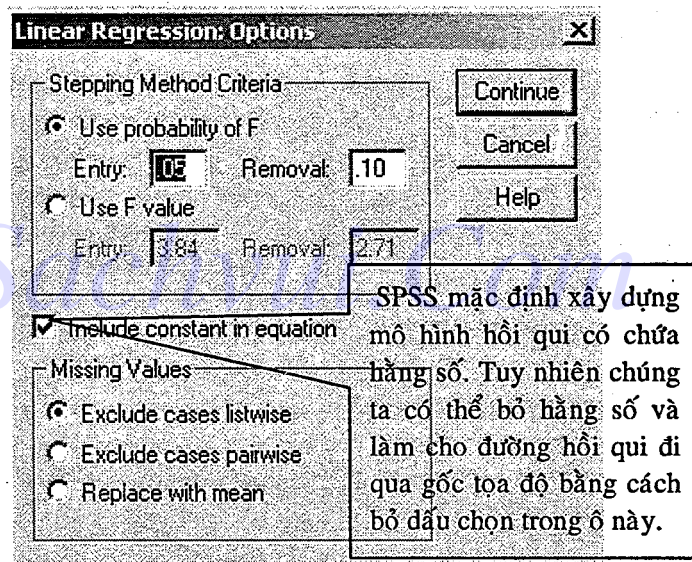 Linear Regression: Options
Stepping Method Criteria
Use probability of F
Entry: .05 Removal: .10
Use F value
Entry: 3.84 Removal: 2.71
Include constant in equation
Missing Values
Exclude cases listwise
Exclude cases pairwise
Replace with mean
Continue
Cancel
Help
SPSS mặc định xây dựng
mô hình hồi qui có chứa
hằng số. Tuy nhiên chúng
ta có thể bỏ hằng số và
làm cho đường hồi qui đi
qua gốc tọa độ bằng cách
bỏ dấu chọn trong ô này.
Sachvui.Com